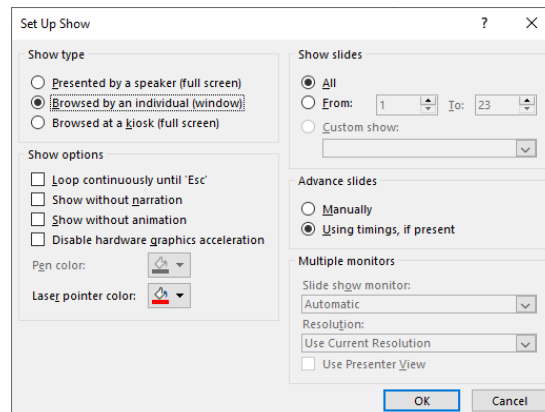 Set Up Show
?
Show type
Presented by a speaker (full screen)
Browsed by an individual (window)
Browsed at a kiosk (full screen)
Show options
Loop continuously until 'Esc'
Show without narration
Show without animation
Disable hardware graphics acceleration
Pen color:
Laser pointer color:
Show slides
All
From: 1 To: 23
Custom show:
Advance slides
Manually
Using timings, if present
Multiple monitors
Slide show monitor:
Automatic
Resolution:
Use Current Resolution
Use Presenter View
OK Cancel